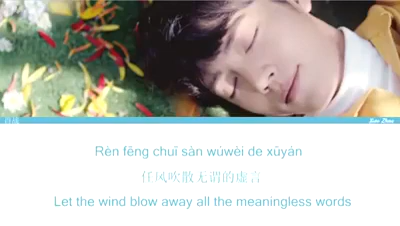 Rèn fēng chuī sàn wúwèi de xūyán
任风吹散无谓的虚言
Let the wind blow away all the meaningless words